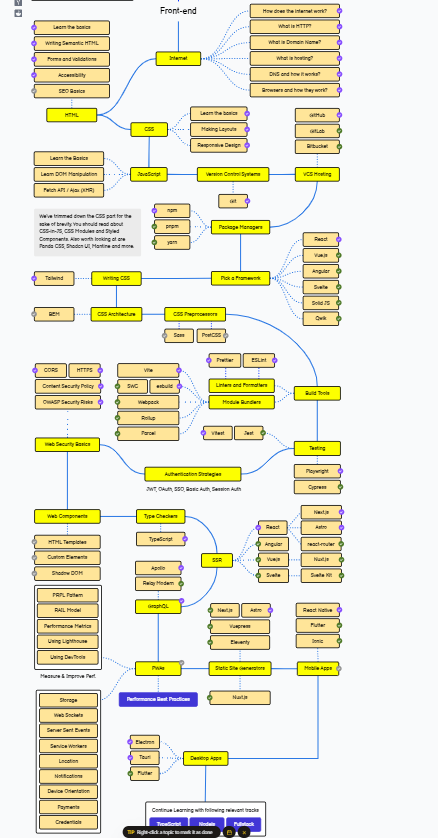 Front-end
How does the internet work?
What is HTTP?
What is Domain Name?
What is hosting?
DNS and how it works?
Browsers and how they work?
Internet
Learn the basics
Writing Semantic HTML
Forms and Validations
Accessibility
SEO Basics
HTML
CSS
Learn the basics
Making Layouts
Responsive Design
GitHub
GitLab
Bitbucket
Learn the Basics
Learn DOM Manipulation
Fetch API / Ajax (XHR)
JavaScript
Version Control Systems
VCS Hosting
Git
We've trimmed down the CSS part for the
sake of brevity. You should read about
CSS-in-JS, CSS Modules and Styled
Components. Also worth looking at are
Panda CSS, Shadcn UI, Mantine and more.
npm
pnpm
yarn
Package Managers
React
Vue.js
Angular
Svelte
Solid JS
Qwik
Tailwind
Writing CSS
Pick a Framework
BEM
CSS Architecture
CSS Preprocessors
Sass
PostCSS
Prettier
ESLint
CORS
HTTPS
Content Security Policy
OWASP Security Risks
Vite
SWC
esbuild
Webpack
Rollup
Parcel
Linters and Formatters
Module Bundlers
Build Tools
Vitest
Jest
Web Security Basics
Testing
Playwright
Cypress
Authentication Strategies
JWT, OAuth, SSO, Basic Auth, Session Auth
Web Components
Type Checkers
TypeScript
HTML Templates
Custom Elements
Shadow DOM
SSR
React
Next.js
Astro
react-router
Angular
Vue.js
Nuxt.js
Svelte
Svelte Kit
Apollo
Relay Modern
GraphQL
PRPL Pattern
RAIL Model
Performance Metrics
Using Lighthouse
Using DevTools
Measure & Improve Perf.
Next.js
Astro
Vuepress
Eleventy
React Native
Flutter
Ionic
PWAs
Static Site Generators
Mobile Apps
Performance Best Practices
Nuxt.js
Storage
Web Sockets
Server Sent Events
Service Workers
Location
Notifications
Device Orientation
Payments
Credentials
Electron
Tauri
Flutter
Desktop Apps
Continue Learning with following relevant tracks
TypeScript
Node.js
Fullstack
TIP Right-click a topic to mark it as done